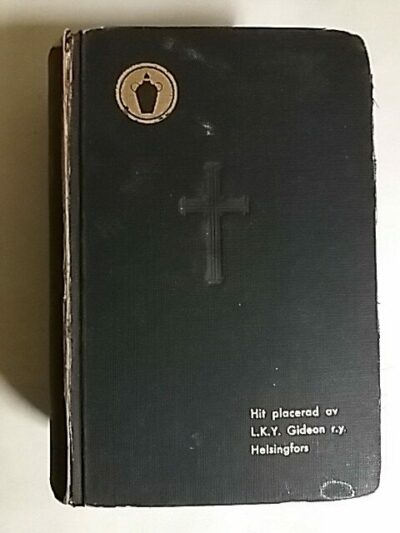 Hit placerad av
L.K.Y. Gideon r.y.
Helsingfors